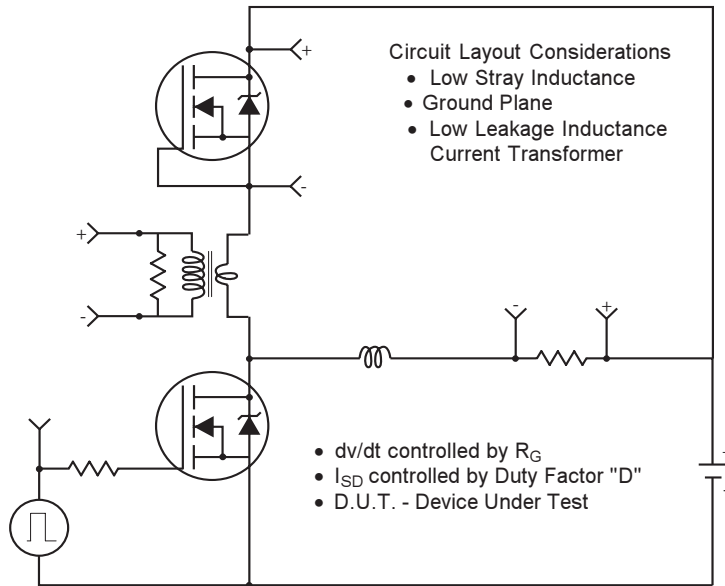 +
Circuit Layout Considerations
• Low Stray Inductance
• Ground Plane
• Low Leakage Inductance
Current Transformer
-
+
-
-
+
• dv/dt controlled by RG
• ISD controlled by Duty Factor "D"
• D.U.T. - Device Under Test